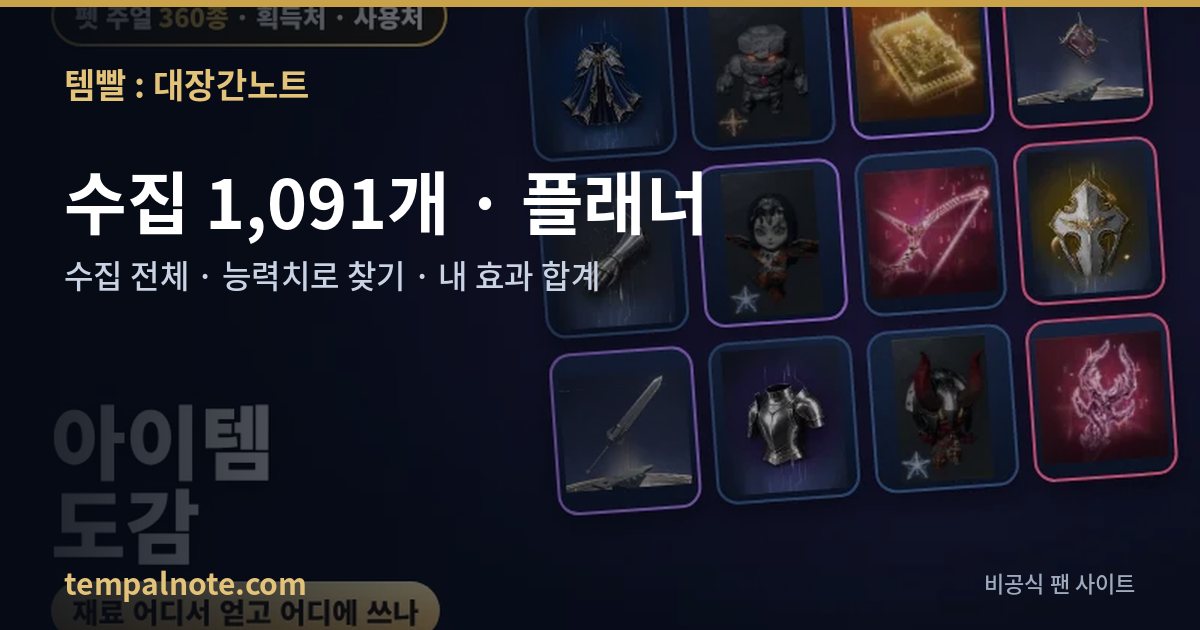 펫 주얼 360종 · 획득처 · 사용처
템빨 : 대장간노트
수집 1,091개 · 플래너
수집 전체 · 능력치로 찾기 · 내 효과 합계
아이템
도감
tempalnote.com
재료 어디서 얻고 어디에 쓰나
비공식 팬 사이트